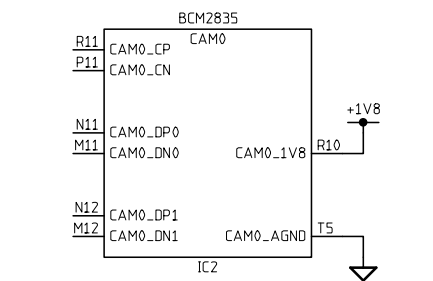 BCM2835
CAM0
R11 CAM0_CP
P11 CAM0_CN
N11 CAM0_DP0
M11 CAM0_DN0
N12 CAM0_DP1
M12 CAM0_DN1
+1V8
CAM0_1V8 R10
CAM0_AGND T5
IC2